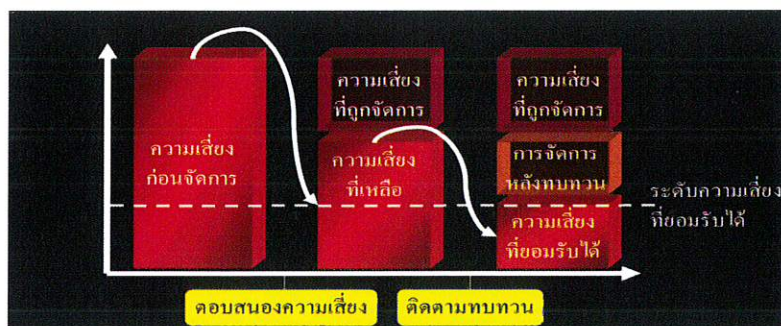 ความเสี่ยง
ก่อนจัดการ
ความเสี่ยง
ที่ถูกจัดการ
ความเสี่ยง
ที่เหลือ
ความเสี่ยง
ที่ถูกจัดการ
การจัดการ
หลังทบทวน
ความเสี่ยง
ที่ยอมรับได้
ระดับความเสี่ยง
ที่ยอมรับได้
ตอบสนองความเสี่ยง
ติดตามทบทวน